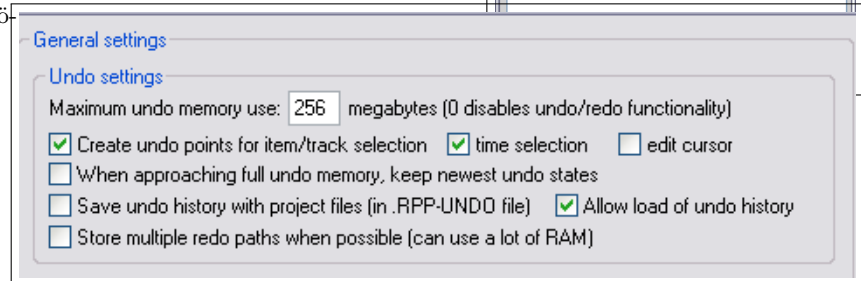 ö-
General settings
Undo settings
Maximum undo memory use: 256 megabytes (0 disables undo/redo functionality)
Create undo points for item/track selection time selection edit cursor
When approaching full undo memory, keep newest undo states
Save undo history with project files (in .RPP-UNDO file) Allow load of undo history
Store multiple redo paths when possible (can use a lot of RAM)